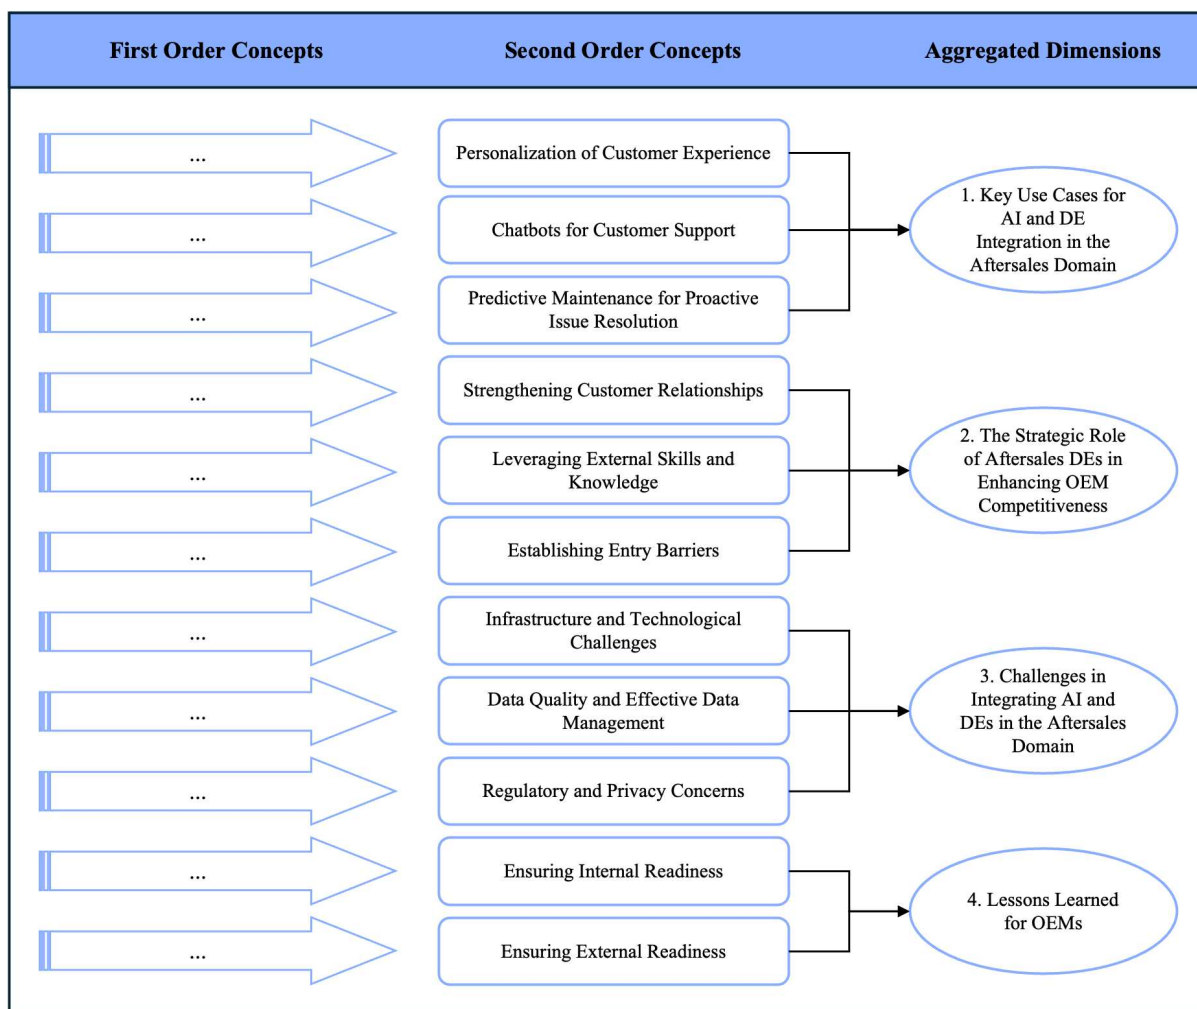 First Order Concepts
Second Order Concepts
Aggregated Dimensions
...
Personalization of Customer Experience
...
Chatbots for Customer Support
...
Predictive Maintenance for Proactive
Issue Resolution
1. Key Use Cases for
AI and DE
Integration in the
Aftersales Domain
...
Strengthening Customer Relationships
...
Leveraging External Skills and
Knowledge
...
Establishing Entry Barriers
2. The Strategic Role
of Aftersales DEs in
Enhancing OEM
Competitiveness
...
Infrastructure and Technological
Challenges
...
Data Quality and Effective Data
Management
...
Regulatory and Privacy Concerns
3. Challenges in
Integrating AI and
DEs in the Aftersales
Domain
...
Ensuring Internal Readiness
...
Ensuring External Readiness
4. Lessons Learned
for OEMs